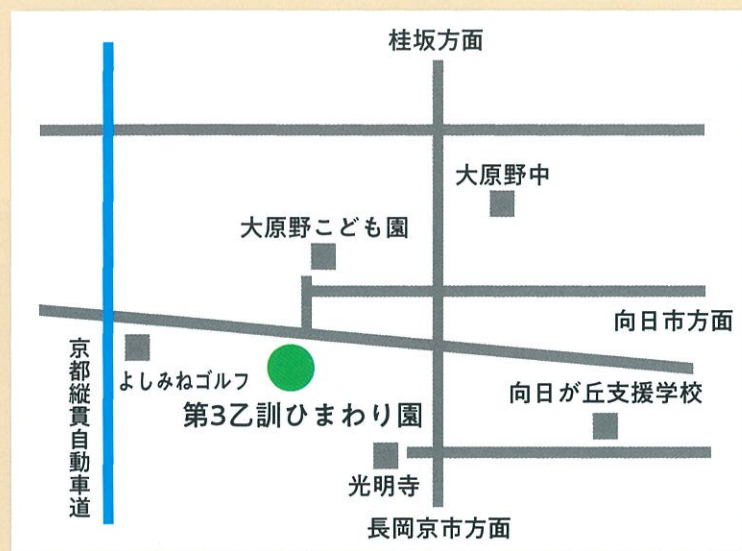 桂坂方面
大原野中
大原野こども園
向日市方面
京都縦貫自動車道
よしみねゴルフ
向日が丘支援学校
第3乙訓ひまわり園
光明寺
長岡京市方面